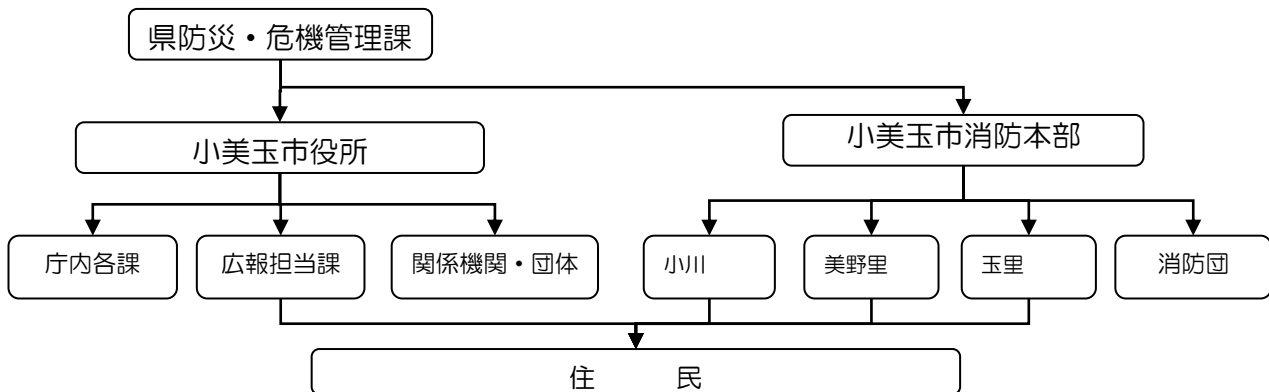 県防災・危機管理課
小美玉市役所
小美玉市消防本部
庁内各課
広報担当課
関係機関・団体
小川
美野里
玉里
消防団
住　　　民